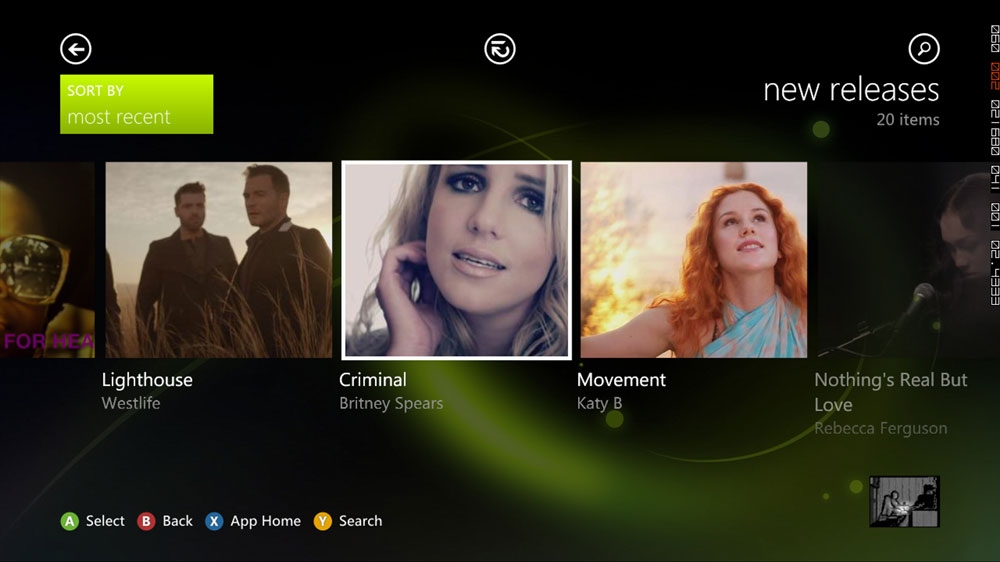 SORT BY
most recent
new releases
20 items
FOR HEA
Lighthouse
Westlife
Criminal
Britney Spears
Movement
Katy B
Nothing's Real But
Love
Rebecca Ferguson
A Select B Back X App Home Y Search